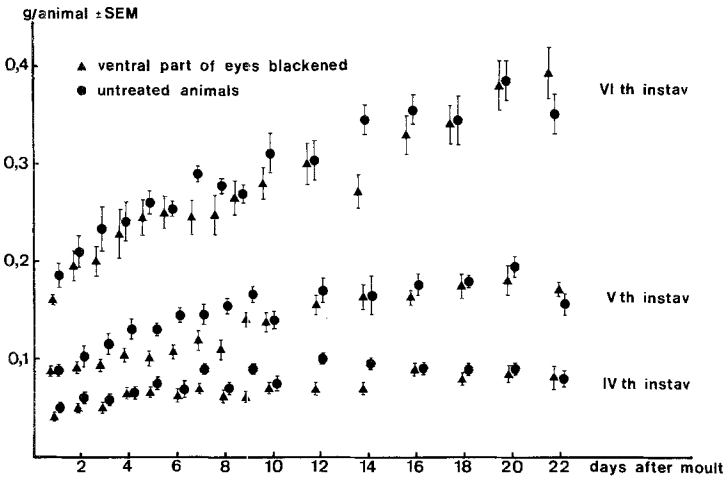 g/animal ± SEM
0,4
▲ ventral part of eyes blackened
● untreated animals
VI th instav
0,3
0,2
V th instav
0,1
IV th instav
2 4 6 8 10 12 14 16 18 20 22 days after moult